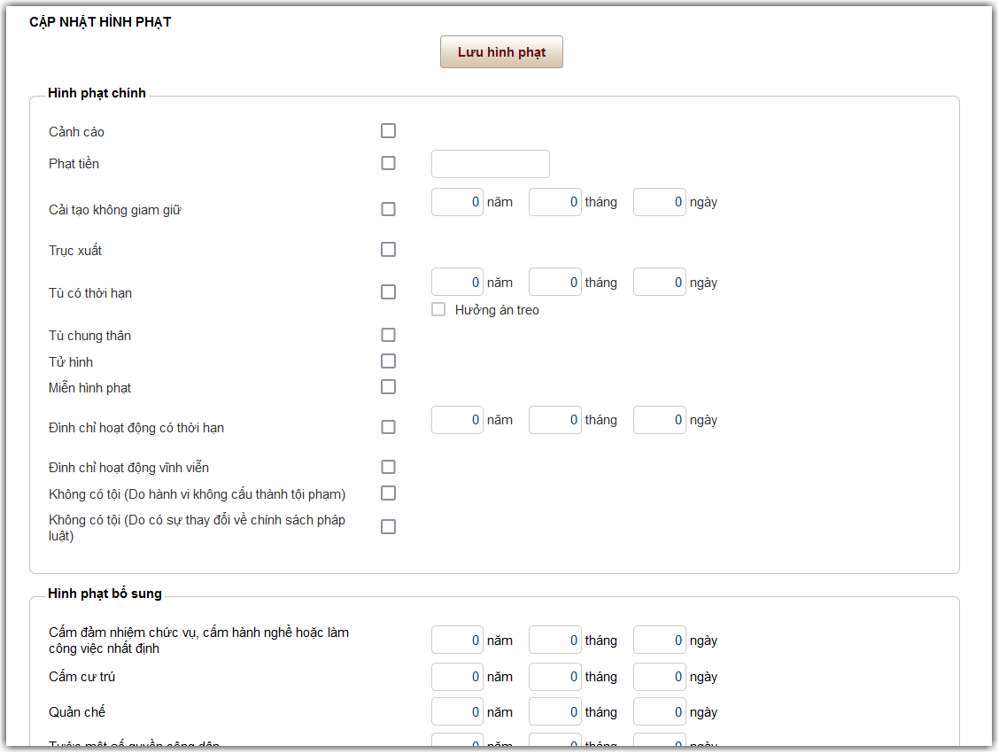 CẬP NHẬT HÌNH PHẠT
Lưu hình phạt
Hình phạt chính
Cảnh cáo
Phạt tiền
Cải tạo không giam giữ 0 năm 0 tháng 0 ngày
Trục xuất
Tù có thời hạn 0 năm 0 tháng 0 ngày
Hưởng án treo
Tù chung thân
Tử hình
Miễn hình phạt
Đình chỉ hoạt động có thời hạn 0 năm 0 tháng 0 ngày
Đình chỉ hoạt động vĩnh viễn
Không có tội (Do hành vi không cấu thành tội phạm)
Không có tội (Do có sự thay đổi về chính sách pháp
luật)
Hình phạt bổ sung
Cấm đảm nhiệm chức vụ, cấm hành nghề hoặc làm
công việc nhất định 0 năm 0 tháng 0 ngày
Cấm cư trú 0 năm 0 tháng 0 ngày
Quản chế 0 năm 0 tháng 0 ngày
Tước một số quyền công dân 0 năm 0 tháng 0 ngày